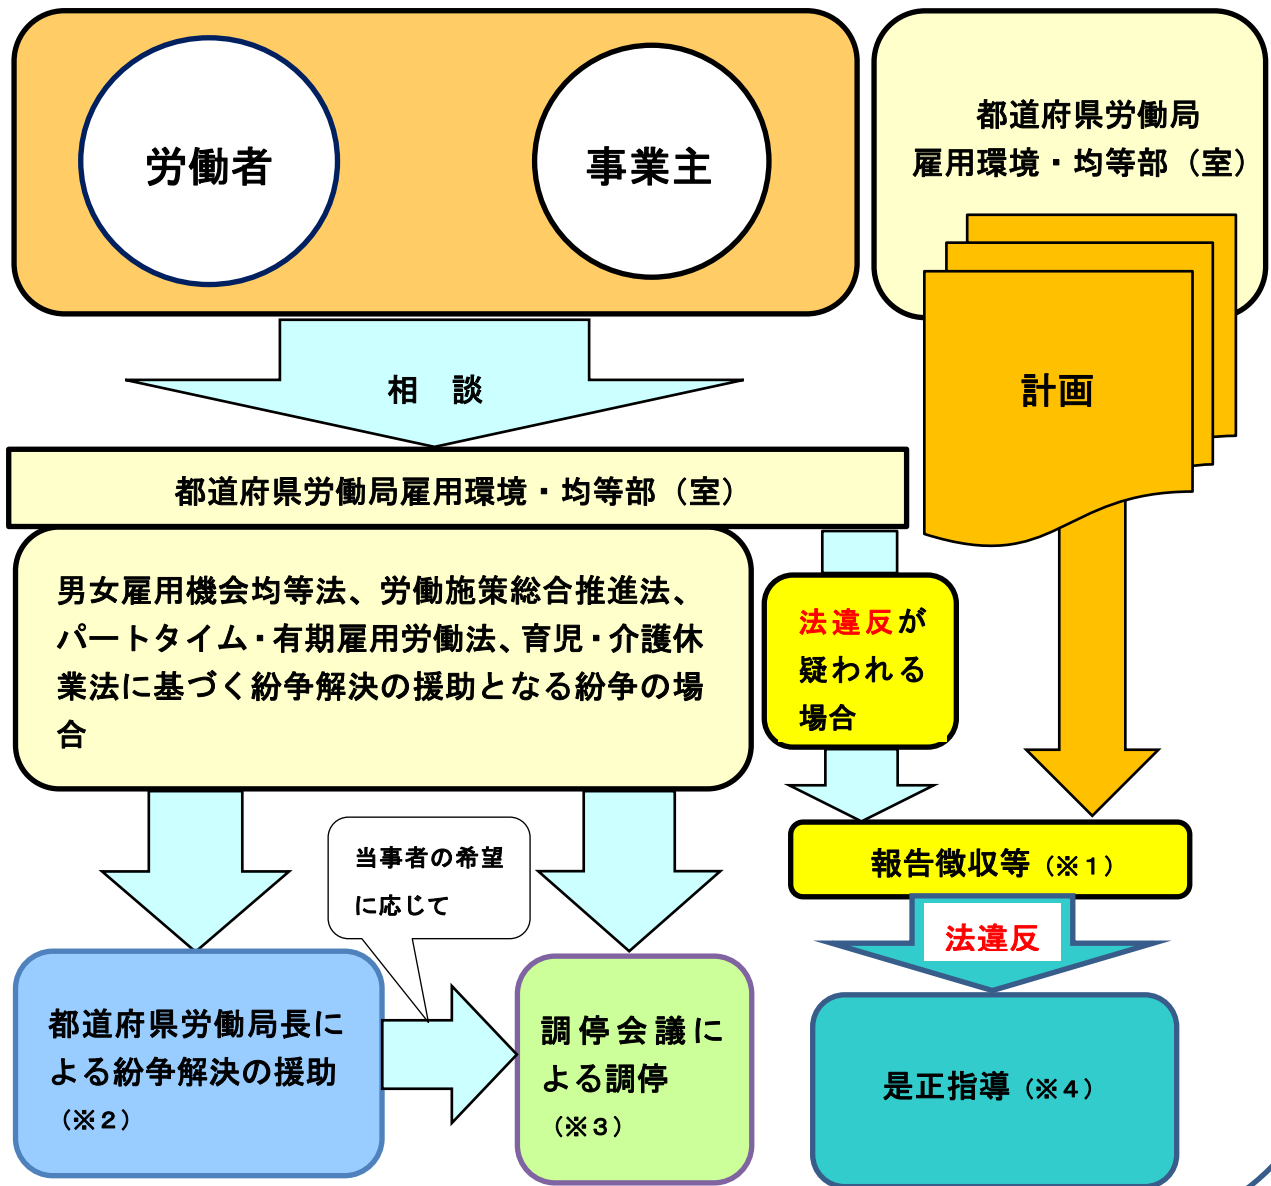 労働者
事業主
都道府県労働局
雇用環境・均等部（室）
計画
相　談
都道府県労働局雇用環境・均等部（室）
男女雇用機会均等法、労働施策総合推進法、
パートタイム・有期雇用労働法、育児・介護休
業法に基づく紛争解決の援助となる紛争の場
合
法違反が
疑われる
場合
当事者の希望
に応じて
報告徴収等（※１）
法違反
都道府県労働局長に
よる紛争解決の援助
（※２）
調停会議に
よる調停
（※３）
是正指導（※４）